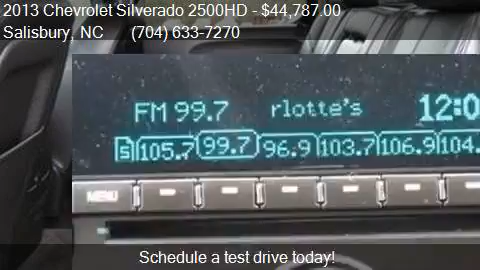 2013 Chevrolet Silverado 2500HD - $44,787.00
Salisbury, NC (704) 633-7270
FM 99.7 rlotte's 12:0
S 105.7 99.7 96.9 103.7 106.9 104.
MENU
Schedule a test drive today!